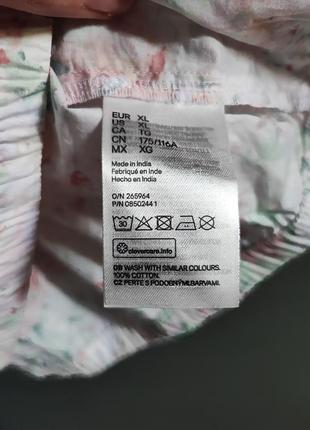 EUR XL
US XL
CA TG
CN 175/116A
MX XG
Made in India
Fabriqué en Inde
Hecho en India
O/N 265964
P/N 08502441
30
clevercare.info
GB WASH WITH SIMILAR COLOURS.
100% COTTON.
CZ PERTE S PODOBNÝMI BARVAMI.